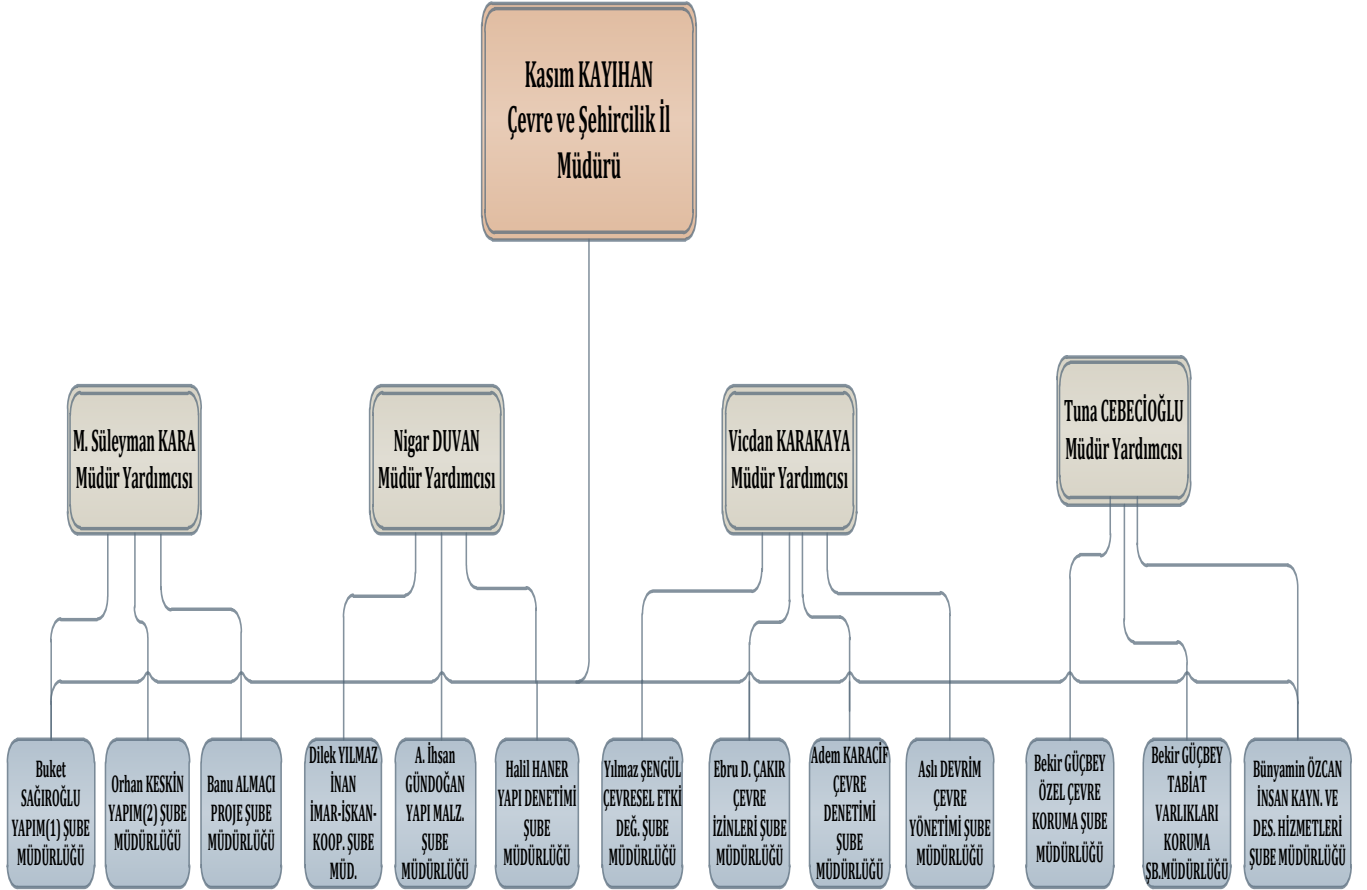 Kasım KAYIHAN
Çevre ve Şehircilik İl
Müdürü
M. Süleyman KARA
Müdür Yardımcısı
Nigar DUVAN
Müdür Yardımcısı
Vicdan KARAKAYA
Müdür Yardımcısı
Tuna CEBECİOĞLU
Müdür Yardımcısı
Buket
SAĞIROĞLU
YAPIM(1) ŞUBE
MÜDÜRLÜĞÜ
Orhan KESKİN
YAPIM(2) ŞUBE
MÜDÜRLÜĞÜ
Banu ALMACI
PROJE ŞUBE
MÜDÜRLÜĞÜ
Dilek YILMAZ
İNAN
İMAR-İSKAN-
KOOP. ŞUBE
MÜD.
A. İhsan
GÜNDOĞAN
YAPI MALZ.
ŞUBE
MÜDÜRLÜĞÜ
Halil HANER
YAPI DENETİMİ
ŞUBE
MÜDÜRLÜĞÜ
Yılmaz ŞENGÜL
ÇEVRESEL ETKİ
DEĞ. ŞUBE
MÜDÜRLÜĞÜ
Ebru D. ÇAKIR
ÇEVRE
İZİNLERİ ŞUBE
MÜDÜRLÜĞÜ
Adem KARACİF
ÇEVRE
DENETİMİ
ŞUBE
MÜDÜRLÜĞÜ
Aslı DEVRİM
ÇEVRE
YÖNETİMİ ŞUBE
MÜDÜRLÜĞÜ
Bekir GÜÇBEY
ÖZEL ÇEVRE
KORUMA ŞUBE
MÜDÜRLÜĞÜ
Bekir GÜÇBEY
TABİAT
VARLIKLARI
KORUMA
ŞB.MÜDÜRLÜĞÜ
Bünyamin ÖZCAN
İNSAN KAYN. VE
DES. HİZMETLERİ
ŞUBE MÜDÜRLÜĞÜ